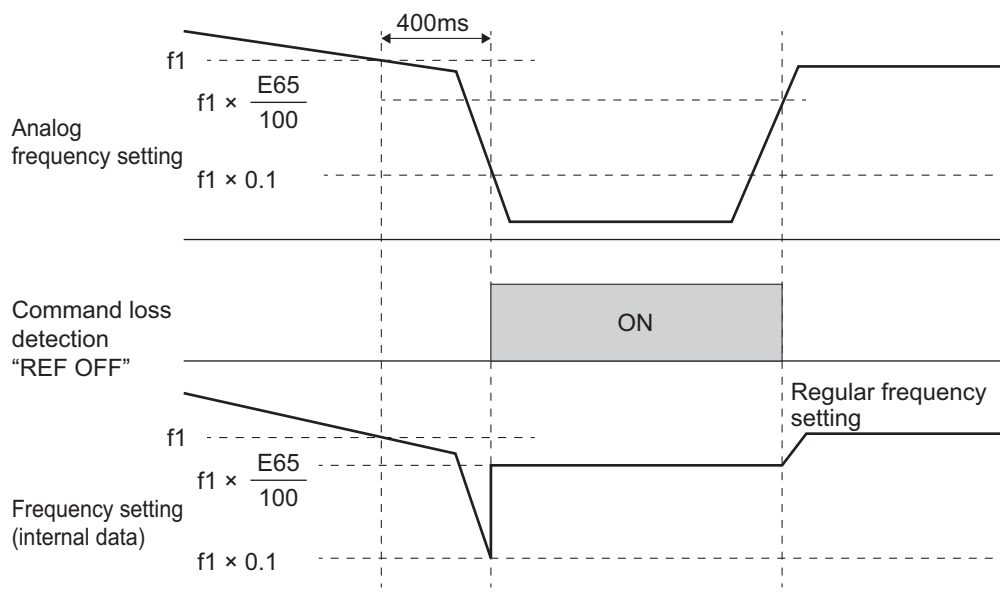 400ms
f1
f1 × E65
100
Analog
frequency setting
f1 × 0.1
Command loss
detection
“REF OFF”
ON
Regular frequency
setting
f1
f1 × E65
100
Frequency setting
(internal data)
f1 × 0.1